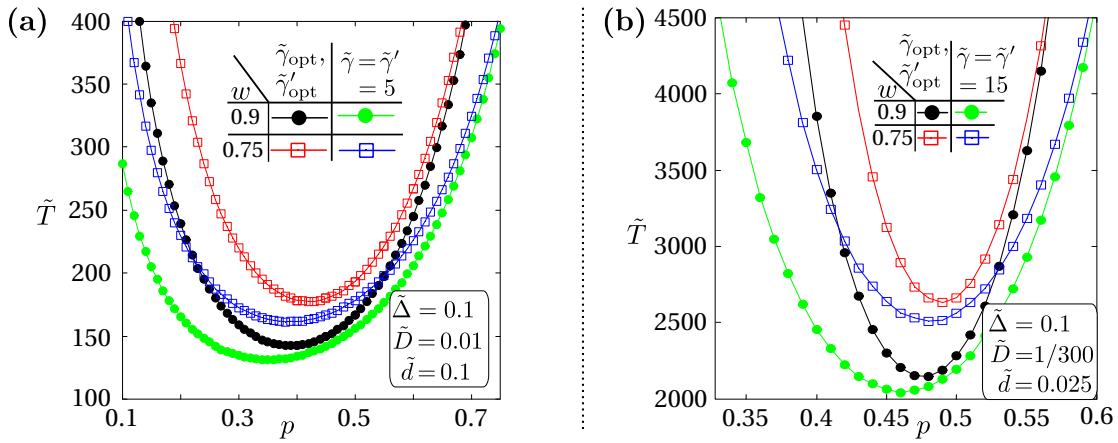 (a)
400
350
300
250
200
150
100
T̃
0.1
0.3
0.5
0.7
p
w
γ̃opt,
γ̃′opt
γ̃ = γ̃′
= 5
0.9
0.75
Δ̃ = 0.1
D̃ = 0.01
d̃ = 0.1
(b)
4500
4000
3500
3000
2500
2000
T̃
0.4
0.45
0.5
0.55
0.6
p
w
γ̃opt,
γ̃′opt
γ̃ = γ̃′
= 15
0.9
0.75
Δ̃ = 0.1
D̃ = 1/300
d̃ = 0.025